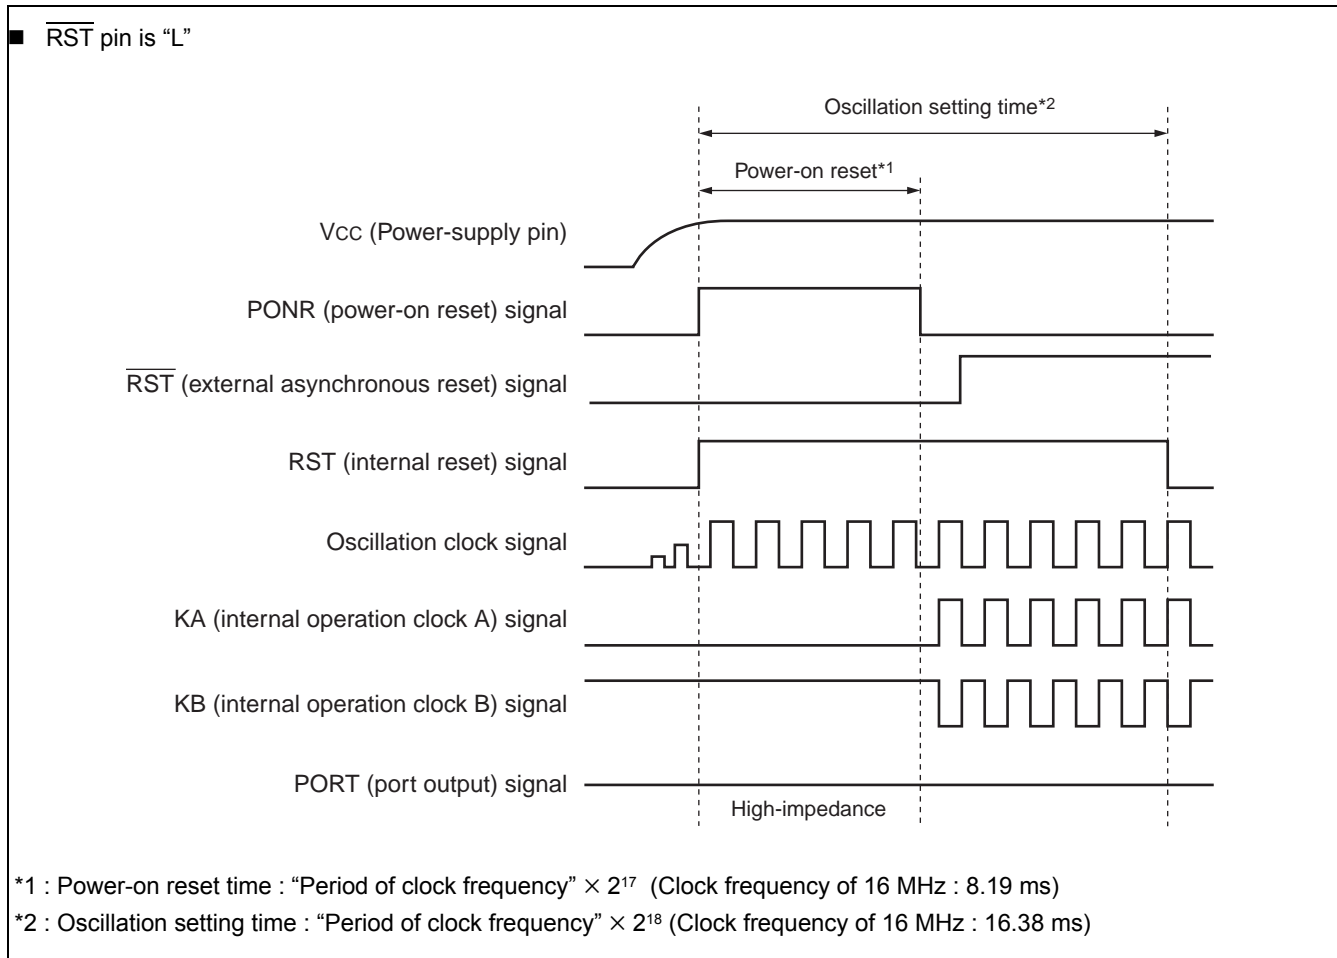 ■ R̅S̅T̅ pin is “L”
Oscillation setting time*2
Power-on reset*1
VCC (Power-supply pin)
PONR (power-on reset) signal
R̅S̅T̅ (external asynchronous reset) signal
RST (internal reset) signal
Oscillation clock signal
KA (internal operation clock A) signal
KB (internal operation clock B) signal
PORT (port output) signal
High-impedance
*1 : Power-on reset time : “Period of clock frequency” × 2¹⁷ (Clock frequency of 16 MHz : 8.19 ms)
*2 : Oscillation setting time : “Period of clock frequency” × 2¹⁸ (Clock frequency of 16 MHz : 16.38 ms)